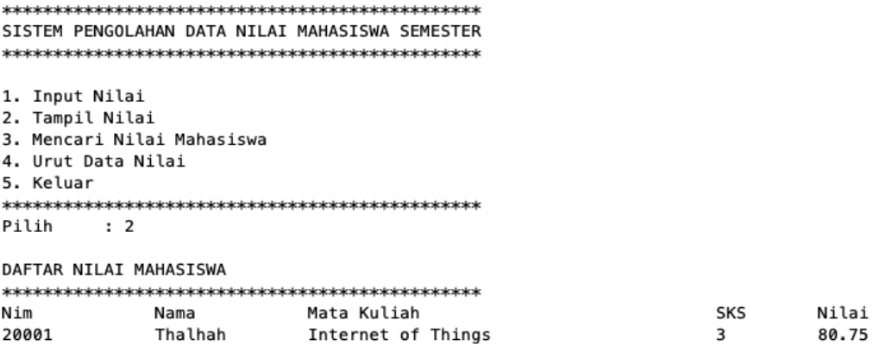 ***********************************************
SISTEM PENGOLAHAN DATA NILAI MAHASISWA SEMESTER
***********************************************
1. Input Nilai
2. Tampil Nilai
3. Mencari Nilai Mahasiswa
4. Urut Data Nilai
5. Keluar
***********************************************
Pilih     : 2
DAFTAR NILAI MAHASISWA
***********************************************
Nim            Nama           Mata Kuliah                             SKS       Nilai
20001          Thalhah        Internet of Things                      3         80.75